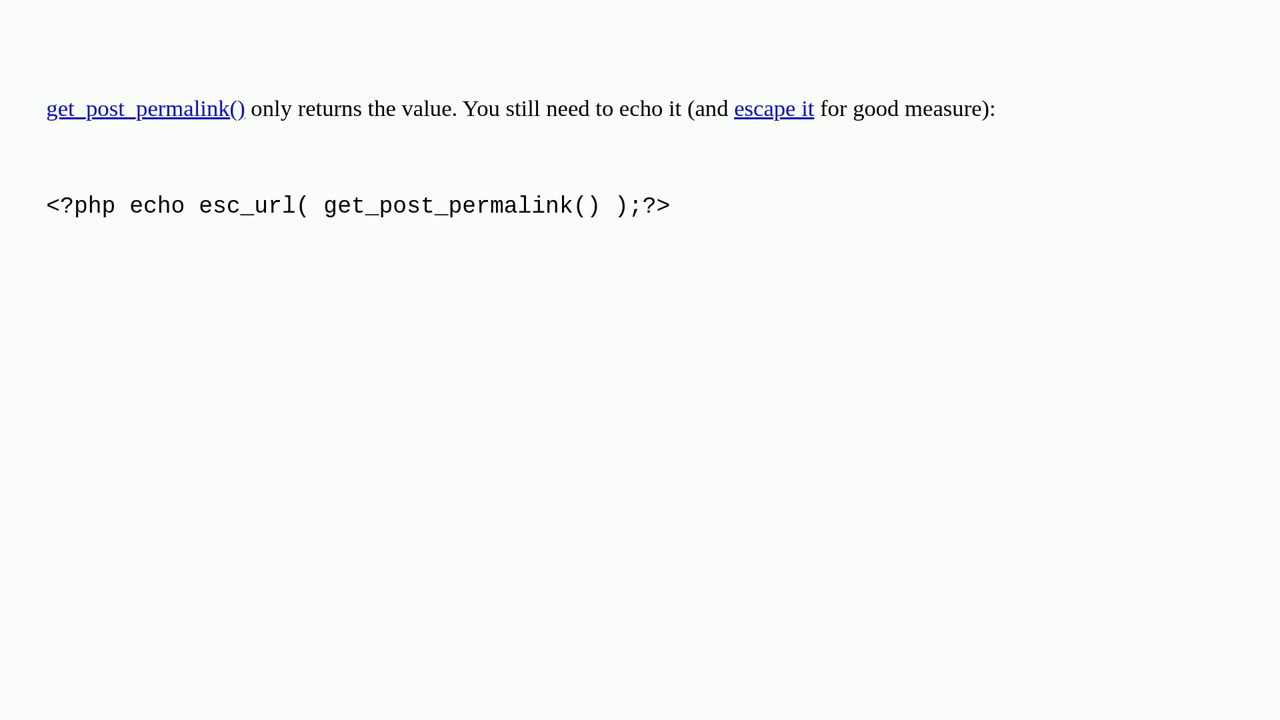 get_post_permalink() only returns the value. You still need to echo it (and escape it for good measure):
<?php echo esc_url( get_post_permalink() );?>